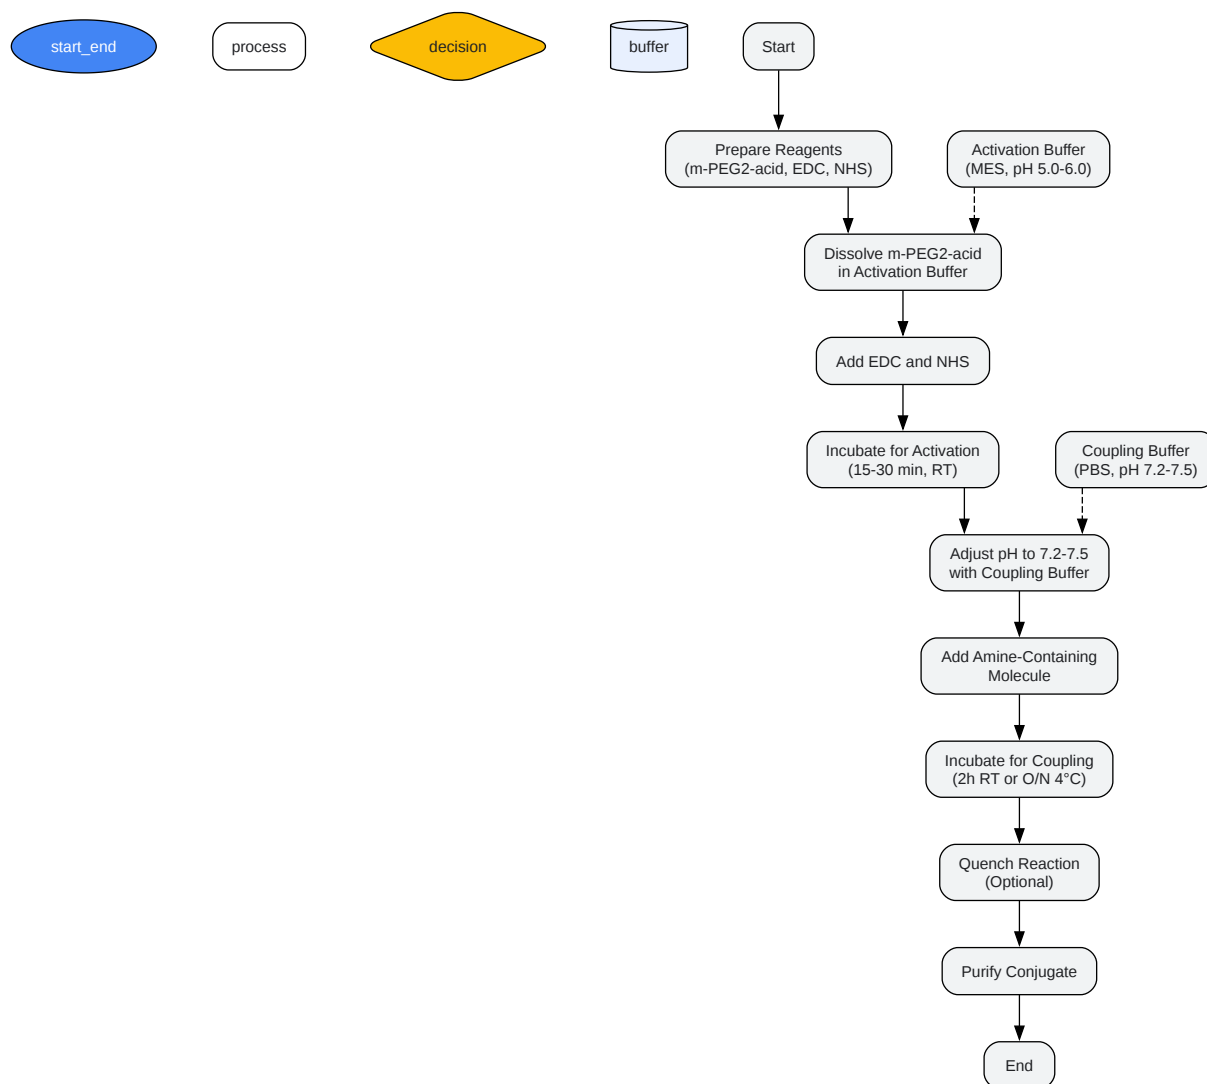 start_end
process
decision
buffer
Start
Prepare Reagents
(m-PEG2-acid, EDC, NHS)
Activation Buffer
(MES, pH 5.0-6.0)
Dissolve m-PEG2-acid
in Activation Buffer
Add EDC and NHS
Incubate for Activation
(15-30 min, RT)
Coupling Buffer
(PBS, pH 7.2-7.5)
Adjust pH to 7.2-7.5
with Coupling Buffer
Add Amine-Containing
Molecule
Incubate for Coupling
(2h RT or O/N 4°C)
Quench Reaction
(Optional)
Purify Conjugate
End